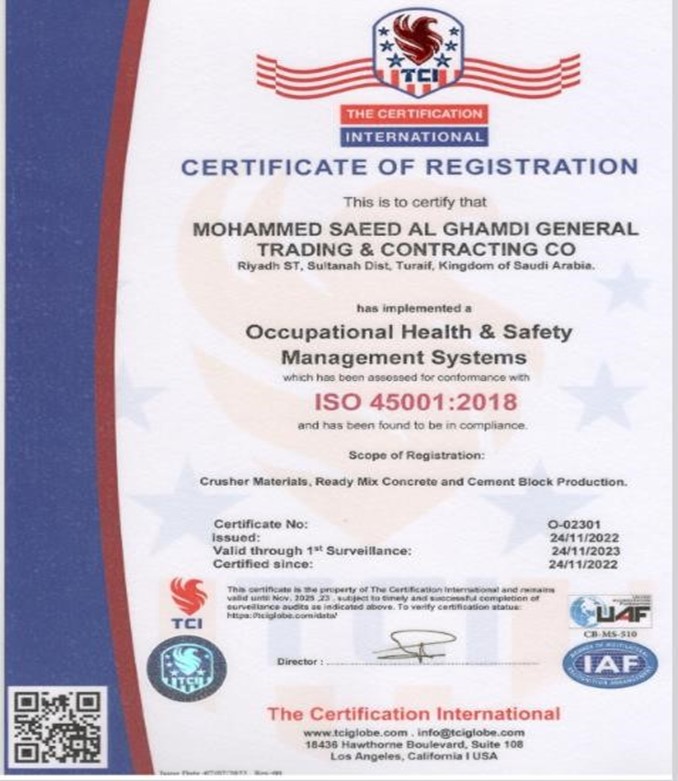 TCI
THE CERTIFICATION
INTERNATIONAL
CERTIFICATE OF REGISTRATION
This is to certify that
MOHAMMED SAEED AL GHAMDI GENERAL
TRADING & CONTRACTING CO
Riyadh ST, Sultanah Dist, Turaif, Kingdom of Saudi Arabia.
has implemented a
Occupational Health & Safety
Management Systems
which has been assessed for conformance with
ISO 45001:2018
and has been found to be in compliance.
Scope of Registration:
Crusher Materials, Ready Mix Concrete and Cement Block Production.
Certificate No: O-02301
Issued: 24/11/2022
Valid through 1st Surveillance: 24/11/2023
Certified since: 24/11/2022
This certificate is the property of The Certification International and remains
valid until Nov. 2025 ,23 , subject to timely and successful completion of
surveillance audits as indicated above. To verify certification status:
https://tciglobe.com/data/
TCI
UAF
CB-MS-510
TCI
IAF
Director :
The Certification International
www.tciglobe.com . info@tciglobe.com
18436 Hawthorne Boulevard, Suite 108
Los Angeles, California I USA